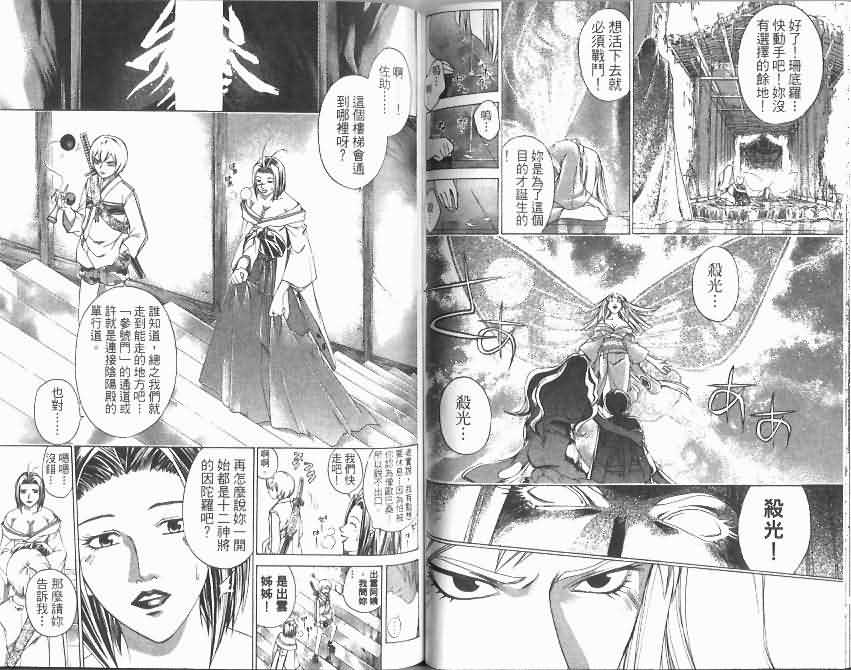 好了！珊底羅…
快動手吧！妳沒
有選擇的餘地！
想活下去就
必須戰鬥！
妳是為了這個
目的才誕生的
！
嗚…
殺光…
ああああ
殺光…
殺光！
啊…！
佐助…
這個樓梯會通
到哪裡呀？
誰知道，總之我們就
走到能走的地方吧…
「參號門」的通道或
許就是連接陰陽殿的
單行道。
也對……
我們快
走吧！
啊啊
出雲阿姨
，我問妳
是出雲
姊姊！
再怎麼說妳一開
始都是十二神將
的因陀羅吧？
嗯嗯…
沒錯…
那麼請妳
告訴我…